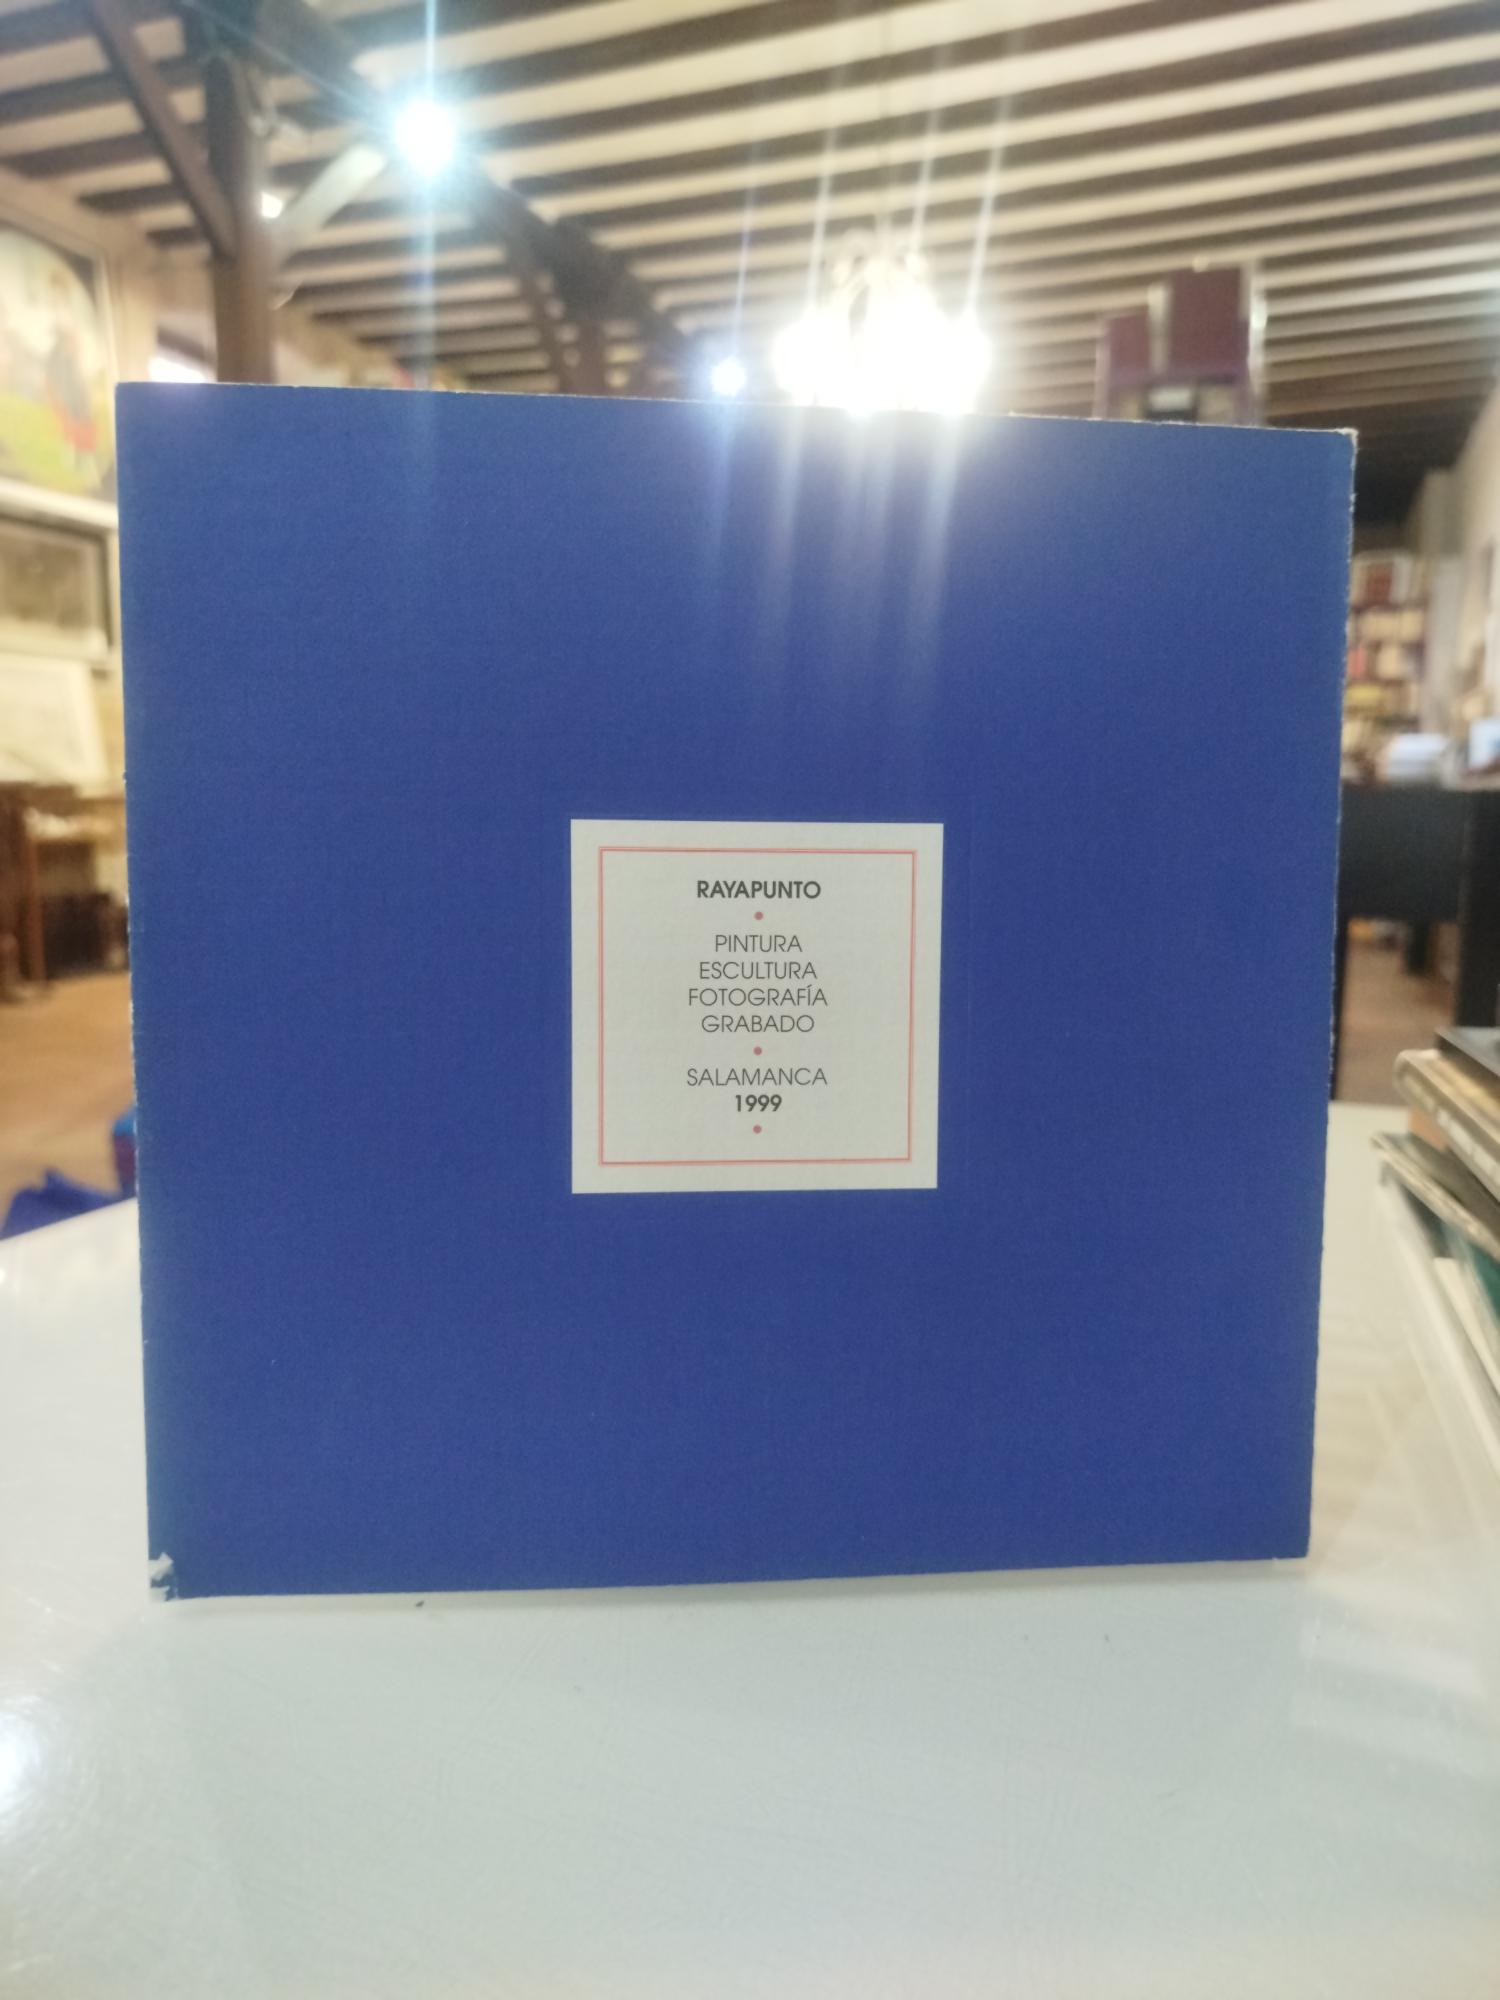 RAYAPUNTO
PINTURA
ESCULTURA
FOTOGRAFÍA
GRABADO
SALAMANCA
1999